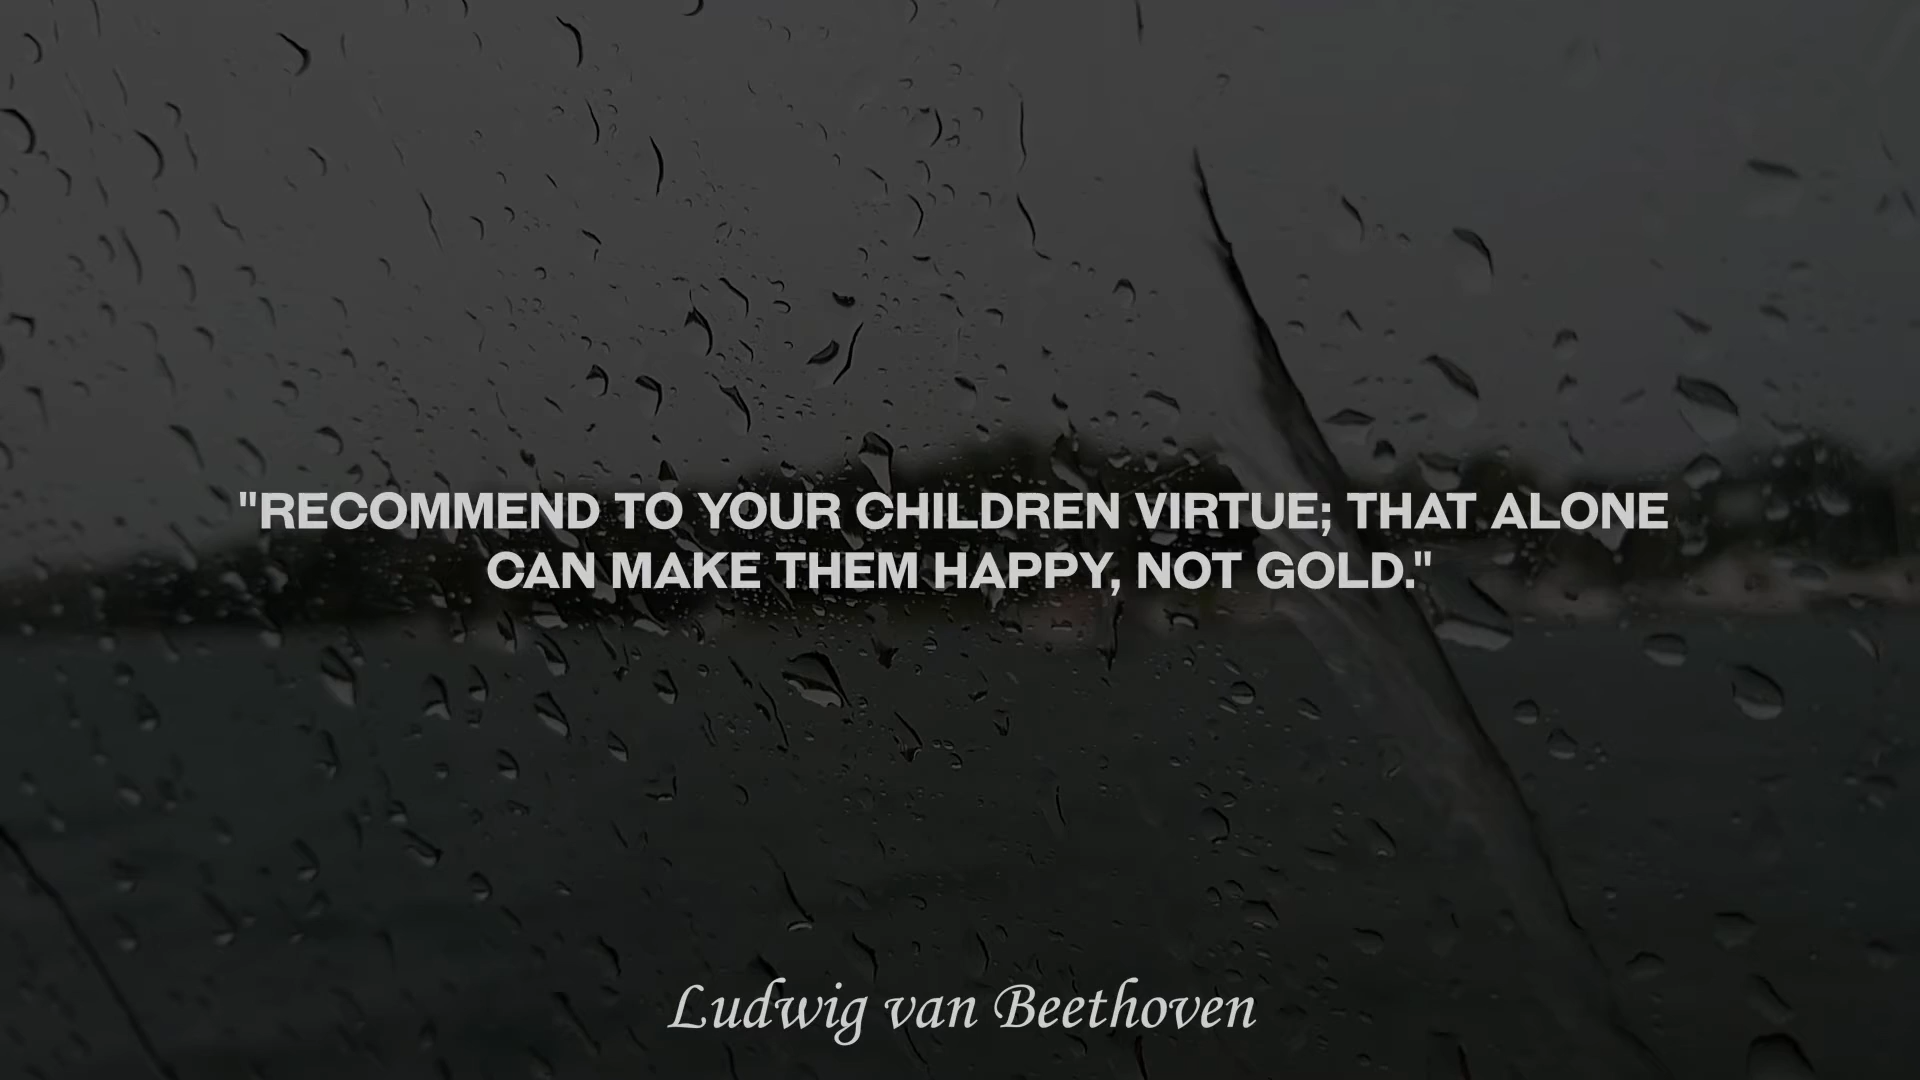 "RECOMMEND TO YOUR CHILDREN VIRTUE; THAT ALONE
CAN MAKE THEM HAPPY, NOT GOLD."
Ludwig van Beethoven